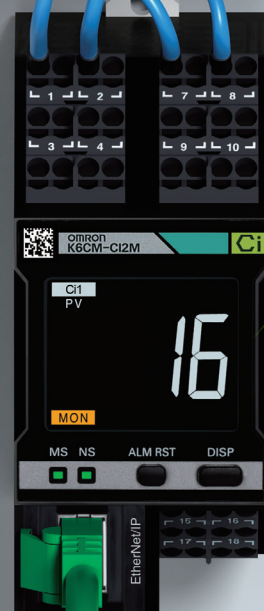 1 2 7 8
3 4 9 10
omron
K6CM-CI2M
Ci
Ci1
PV
16
MON
MS NS ALM RST DISP
EtherNet/IP
15 16
17 18